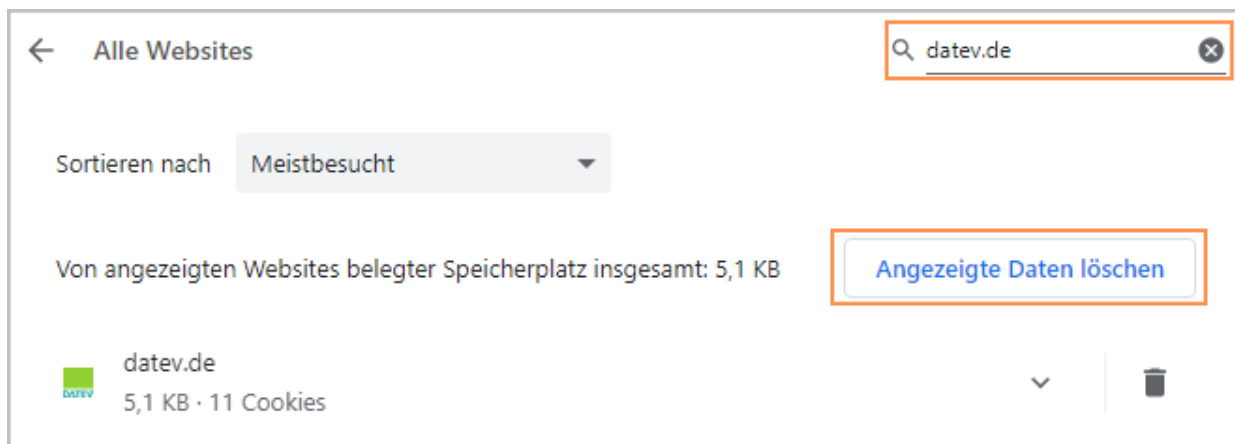 Alle Websites
datev.de
Sortieren nach
Meistbesucht
Von angezeigten Websites belegter Speicherplatz insgesamt: 5,1 KB
Angezeigte Daten löschen
datev.de
DATEV
5,1 KB · 11 Cookies